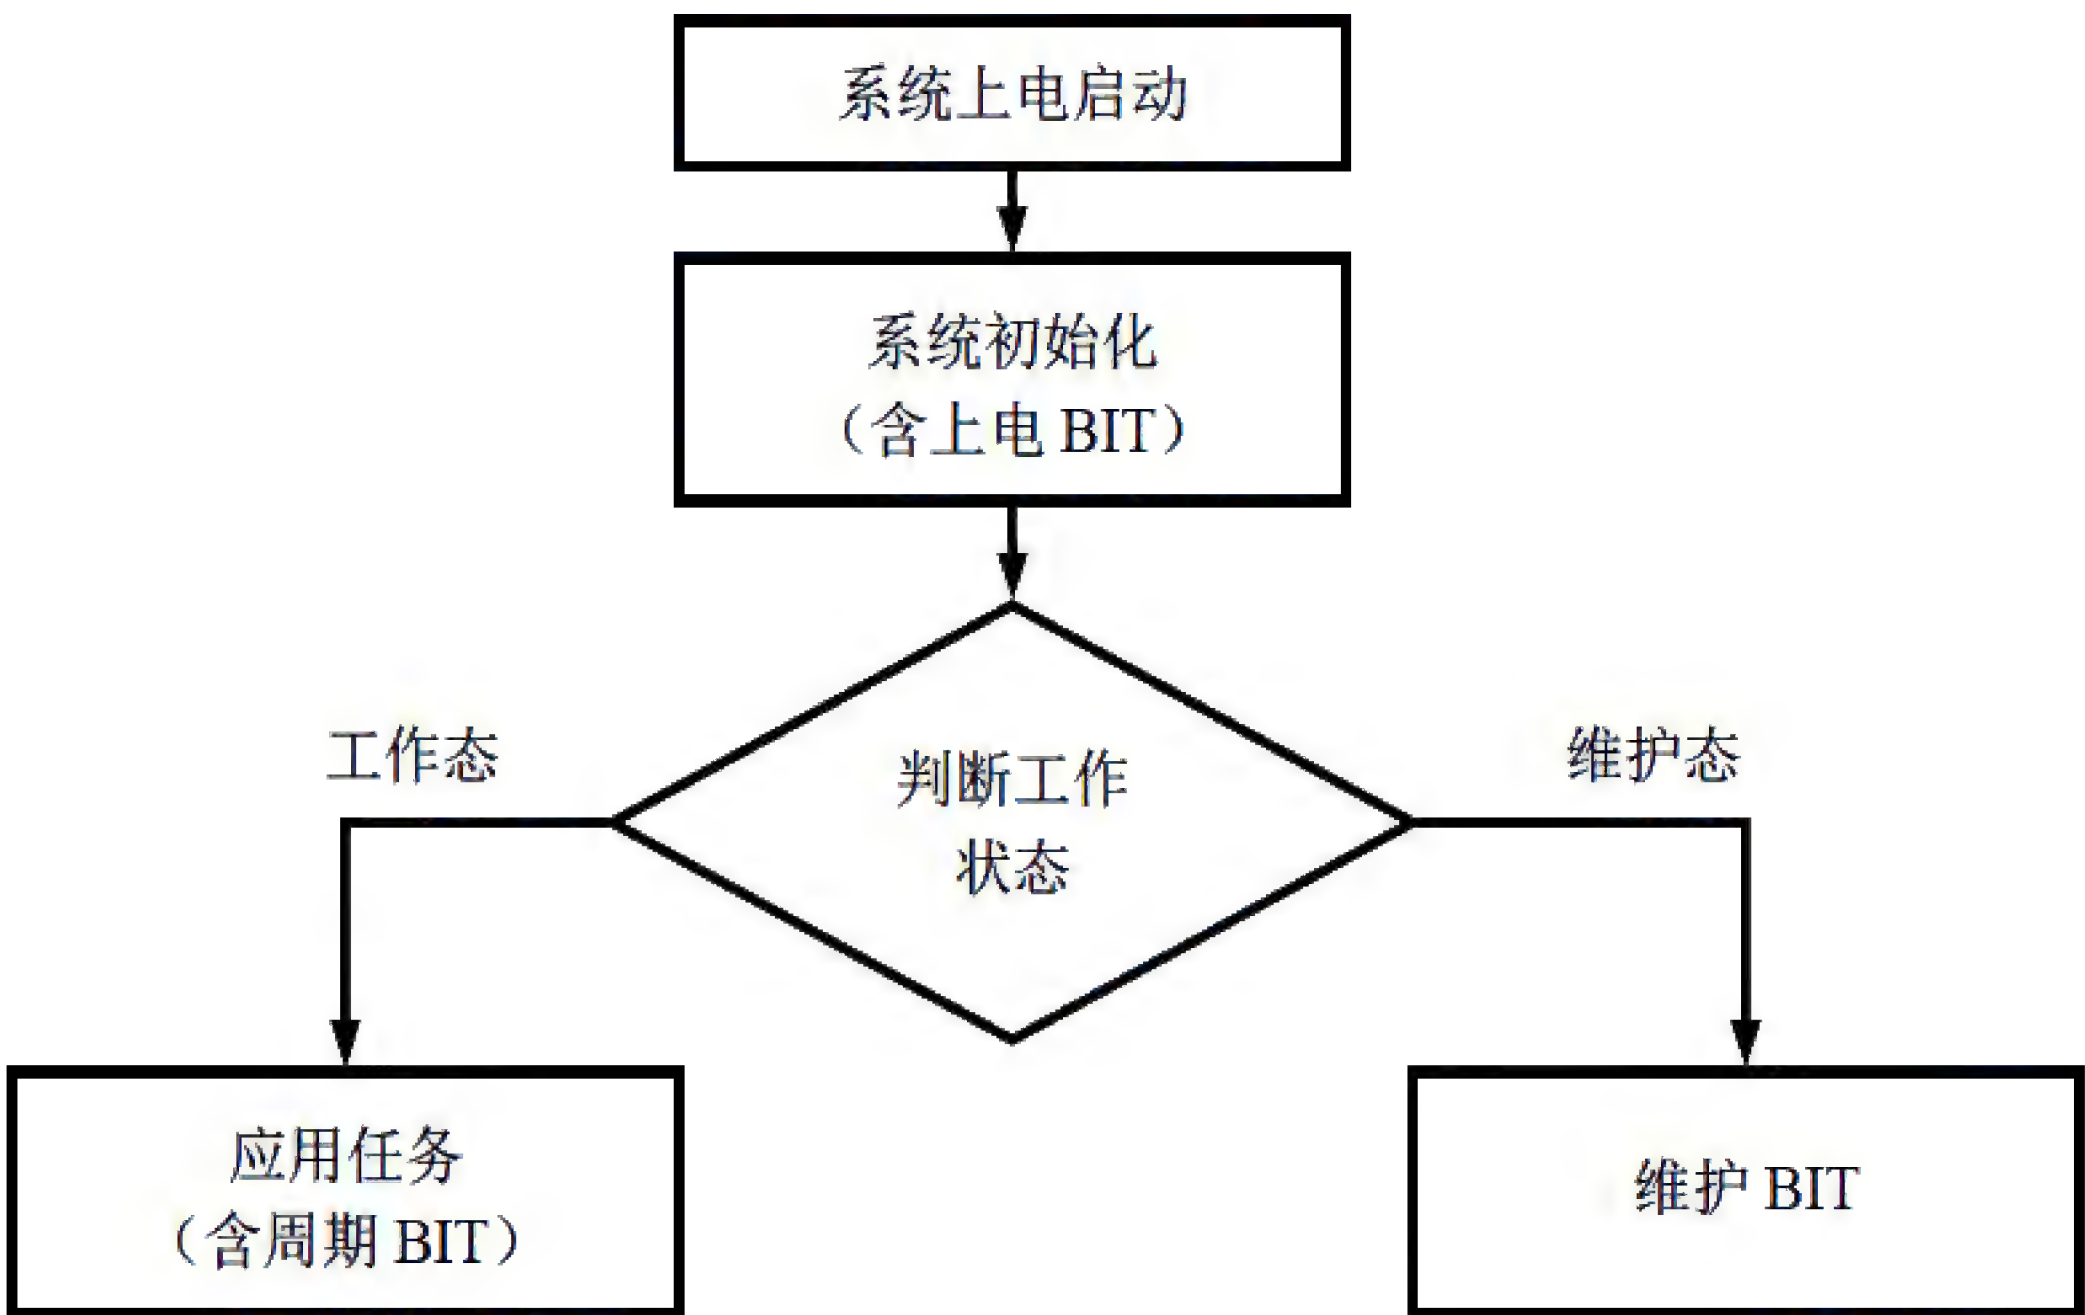 系统上电启动
系统初始化
（含上电 BIT）
工作态
判断工作
状态
维护态
应用任务
（含周期 BIT）
维护 BIT